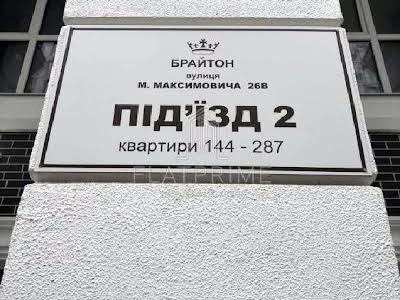 БРАЙТОН
вулиця
М. МАКСИМОВИЧА 26В
ПІД'ЇЗД 2
квартири 144 - 287
FLATPRIME